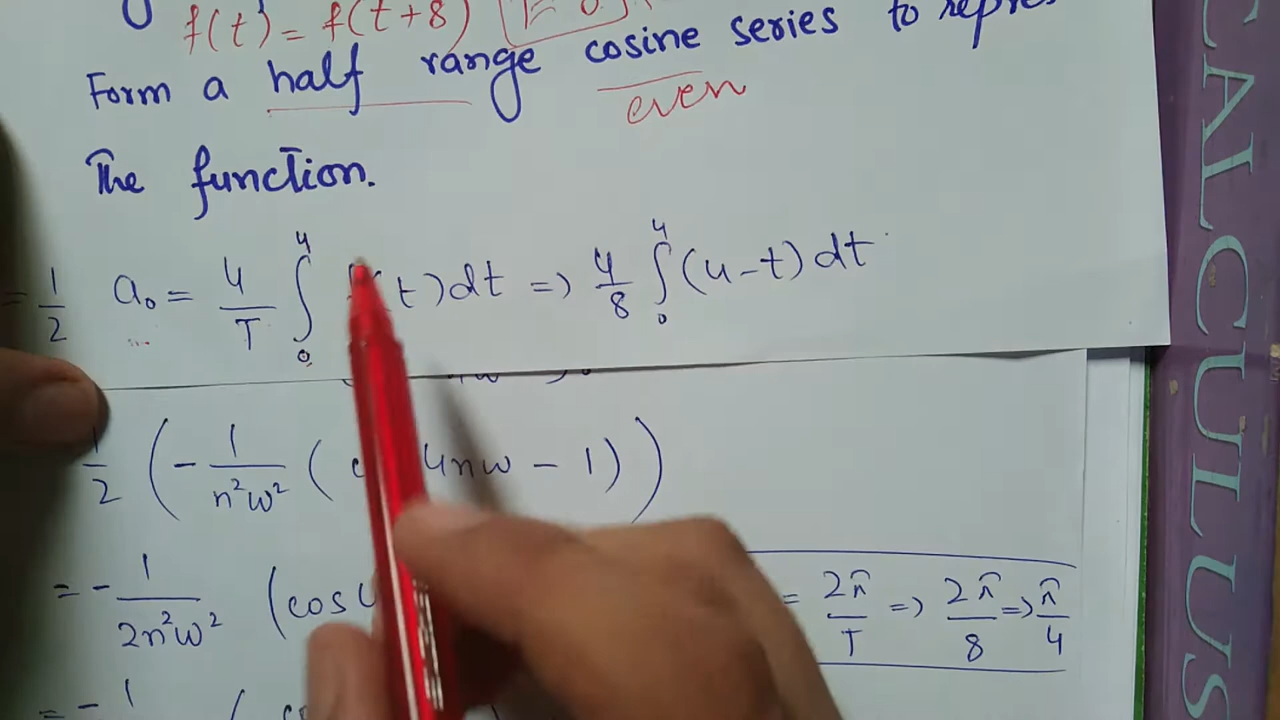 f(t) = f(t+8)
Form a half range cosine series to
even
The function.
= 1/2 a₀ = 4/T ∫₀⁴ (t) dt => 4/8 ∫₀⁴ (4-t) dt
1/2 (- 1/n²w² ( 4nw - 1))
= - 1/2n²w² (cos
= 2π/T => 2π/8 => π/4
= - 1 (
CALCULUS